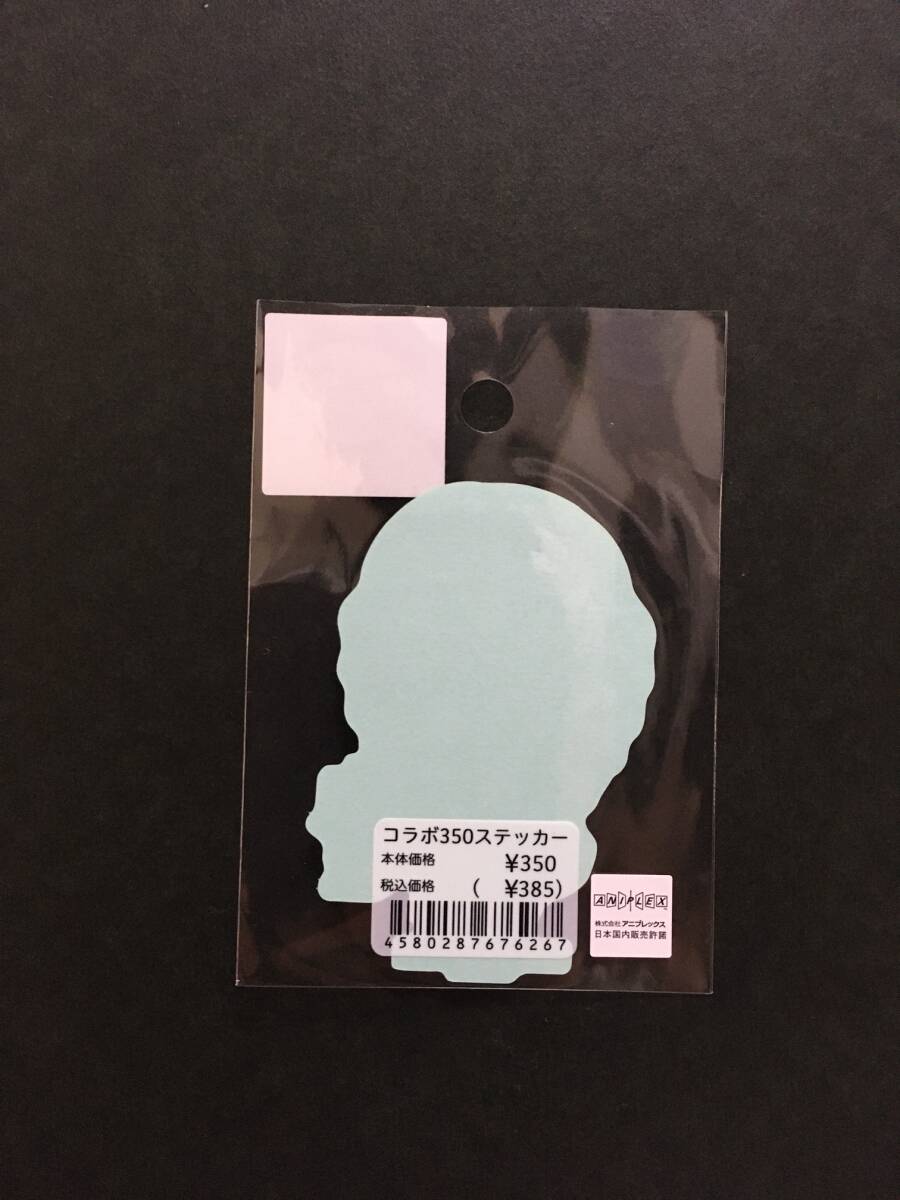 コラボ350ステッカー
本体価格 ¥350
税込価格 ( ¥385)
4580287676267
ANIPLEX
株式会社アニプレックス
日本国内販売許諾